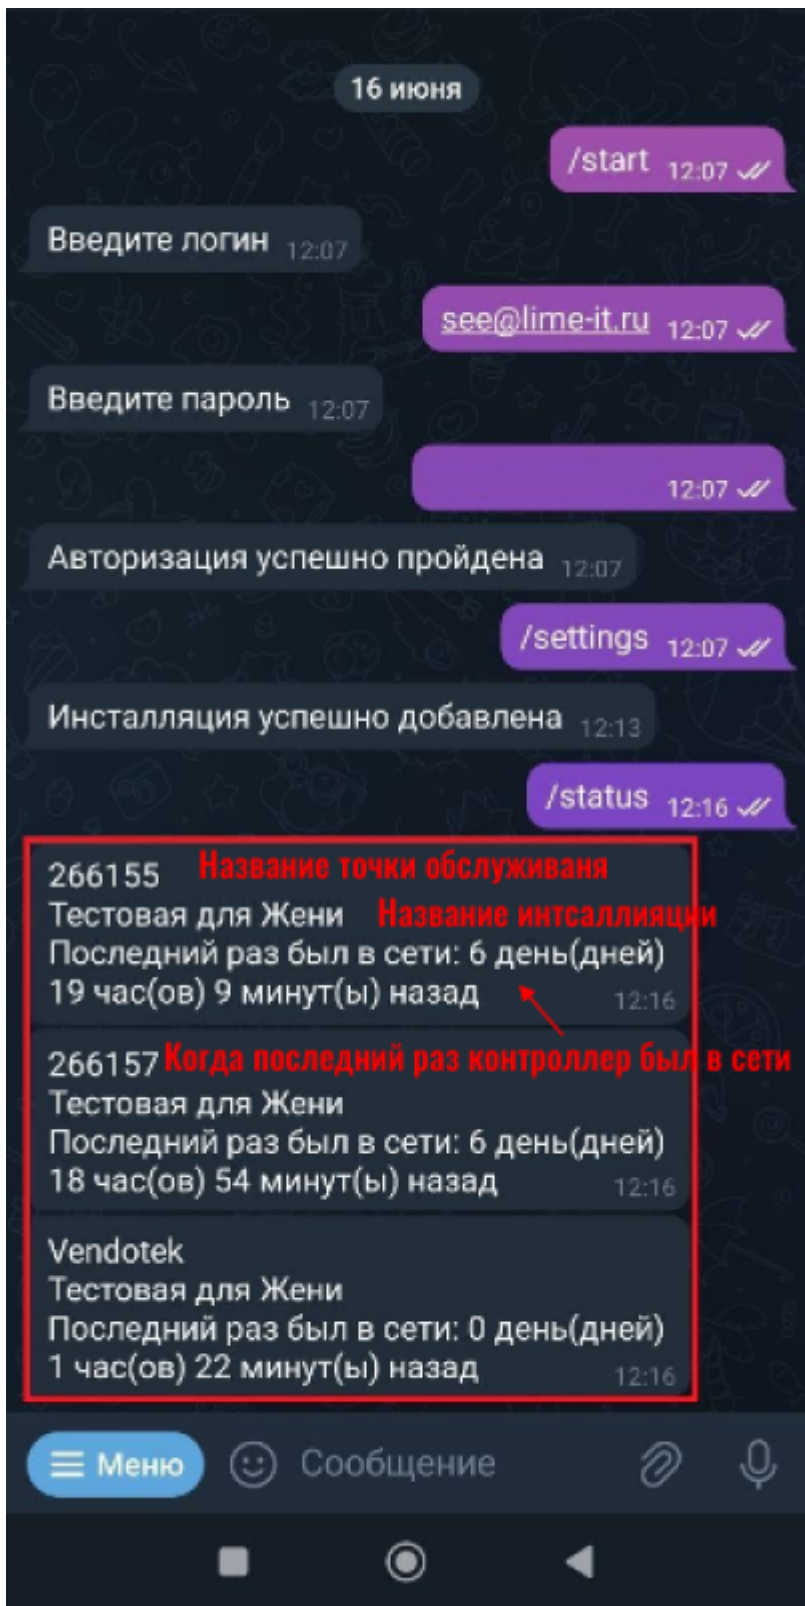 16 июня
/start 12:07
Введите логин 12:07
see@lime-it.ru 12:07
Введите пароль 12:07
12:07
Авторизация успешно пройдена 12:07
/settings 12:07
Инсталляция успешно добавлена 12:13
/status 12:16
266155 Название точки обслуживаня
Тестовая для Жени Название интсаллияции
Последний раз был в сети: 6 день(дней)
19 час(ов) 9 минут(ы) назад 12:16
266157 Когда последний раз контроллер был в сети
Тестовая для Жени
Последний раз был в сети: 6 день(дней)
18 час(ов) 54 минут(ы) назад 12:16
Vendotek
Тестовая для Жени
Последний раз был в сети: 0 день(дней)
1 час(ов) 22 минут(ы) назад 12:16
Меню Сообщение